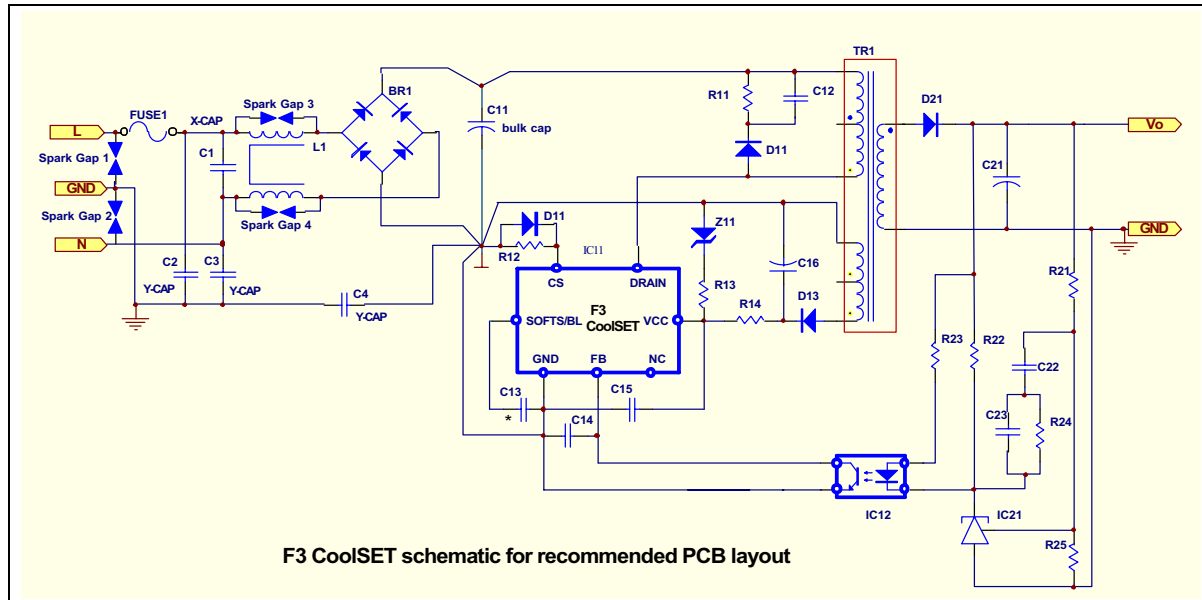 TR1
BR1
Spark Gap 3
C11
R11
C12
D21
FUSE1
X-CAP
bulk cap
L
Vo
Spark Gap 1
C1
L1
D11
C21
GND
Spark Gap 2
Spark Gap 4
D11
Z11
GND
N
R12
IC11
C16
C2
C3
CS
DRAIN
R21
Y-CAP
Y-CAP
C4
R13
R14
D13
Y-CAP
SOFTS/BL
F3
CoolSET
VCC
R23
R22
GND
FB
NC
C22
C13
C15
*
C14
C23
R24
IC12
IC21
R25
F3 CoolSET schematic for recommended PCB layout